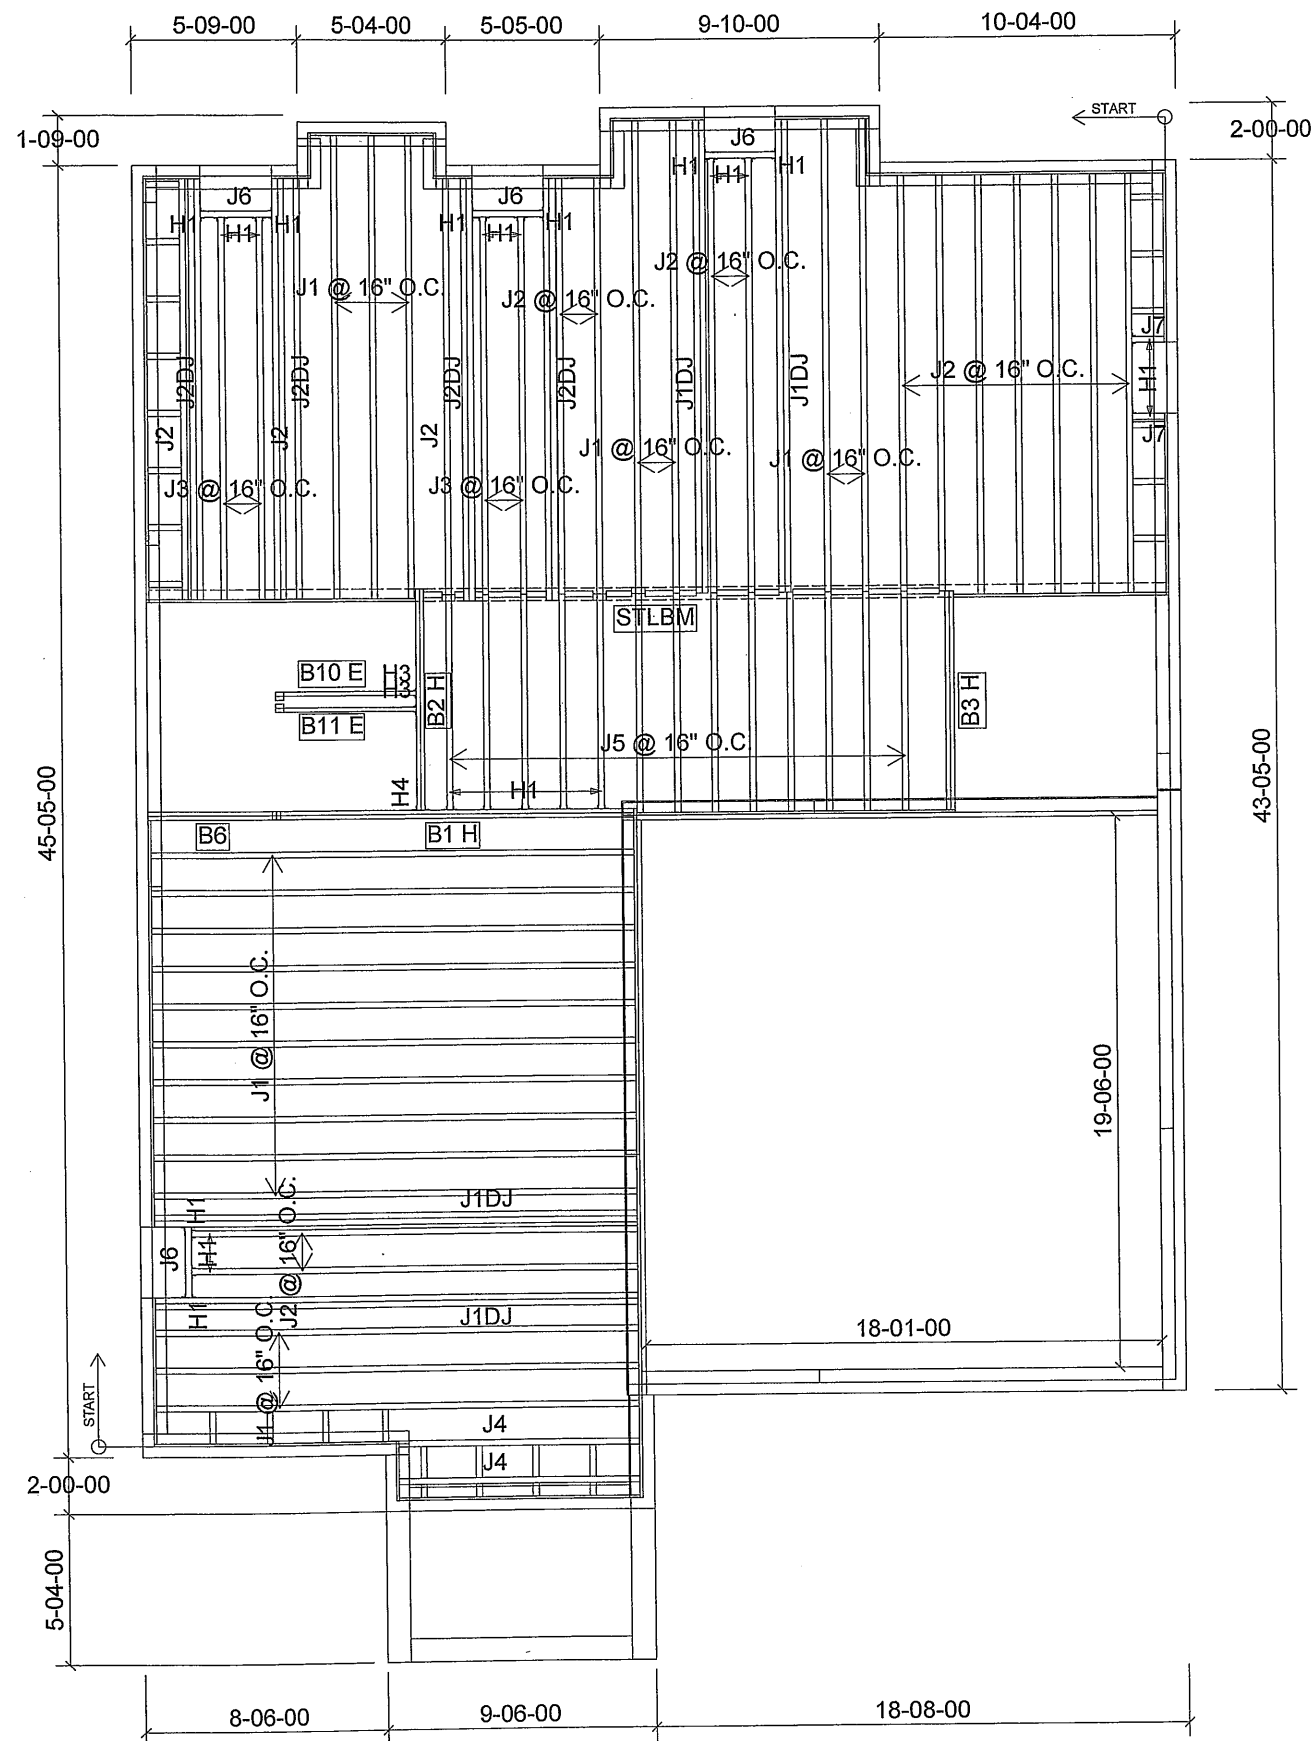 5-09-00
5-04-00
5-05-00
9-10-00
10-04-00
START
1-09-00
2-00-00
J6
H1
H1
H1
J6
H1
H1
H1
J6
H1
H1
H1
J1 @ 16" O.C.
J2 @ 16" O.C.
J2 @ 16" O.C.
J2 @ 16" O.C.
J7
H1
J7
J2DJ
J2DJ
J2DJ
J2DJ
J1DJ
J1DJ
J2
J2
J2
J1 @ 16" O.C.
J1 @ 16" O.C.
J3 @ 16" O.C.
J3 @ 16" O.C.
STLBM
B10 E
H3
H3
B11 E
B2 H
B3 H
J5 @ 16" O.C.
H4
H1
B6
B1 H
45-05-00
43-05-00
J1 @ 16" O.C.
19-06-00
J1DJ
H1
J6
H1
H1
J2 @ 16" O.C.
J1DJ
J1 @ 16" O.C.
18-01-00
START
J4
J4
2-00-00
5-04-00
8-06-00
9-06-00
18-08-00